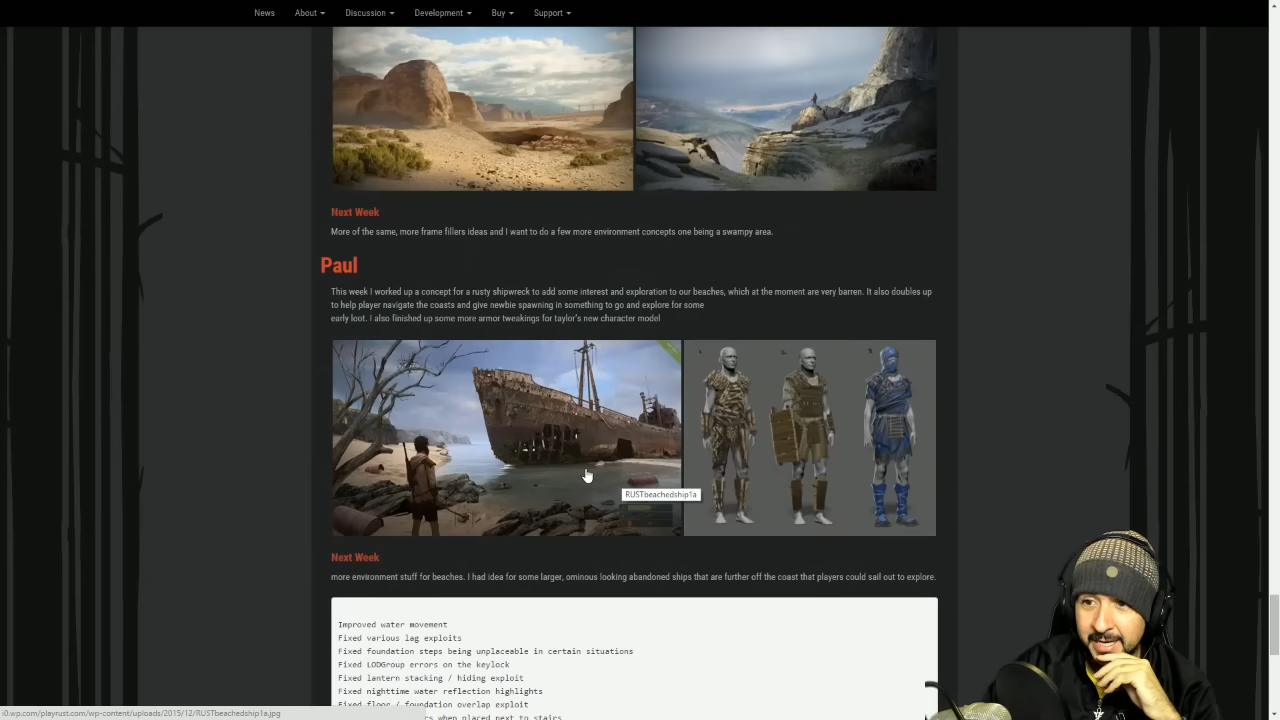 News About Discussion Development Buy Support
Next Week
More of the same, more frame fillers ideas and I want to do a few more environment concepts one being a swampy area.
Paul
This week I worked up a concept for a rusty shipwreck to add some interest and exploration to our beaches, which at the moment are very barren. It also doubles up
to help player navigate the coasts and give newbie spawning in something to go and explore for some
early loot. I also finished up some more armor tweakings for taylor's new character model
RUSTbeachedship1a
Next Week
more environment stuff for beaches. I had idea for some larger, ominous looking abandoned ships that are further off the coast that players could sail out to explore.
Improved water movement
Fixed various lag exploits
Fixed foundation steps being unplaceable in certain situations
Fixed LODGroup errors on the keylock
Fixed lantern stacking / hiding exploit
Fixed nighttime water reflection highlights
Fixed floor / foundation overlap exploit
when placed next to stairs
i0.wp.com/playrust.com/wp-content/uploads/2015/12/RUSTbeachedship1a.jpg